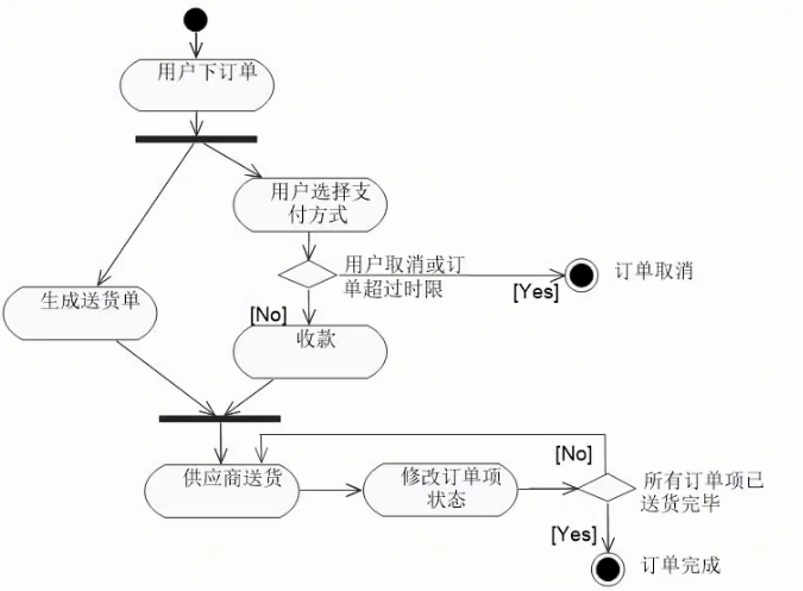 用户下订单
用户选择支
付方式
用户取消或订
单超过时限
[Yes]
订单取消
生成送货单
[No]
收款
供应商送货
修改订单项
状态
[No]
所有订单项已
送货完毕
[Yes]
订单完成